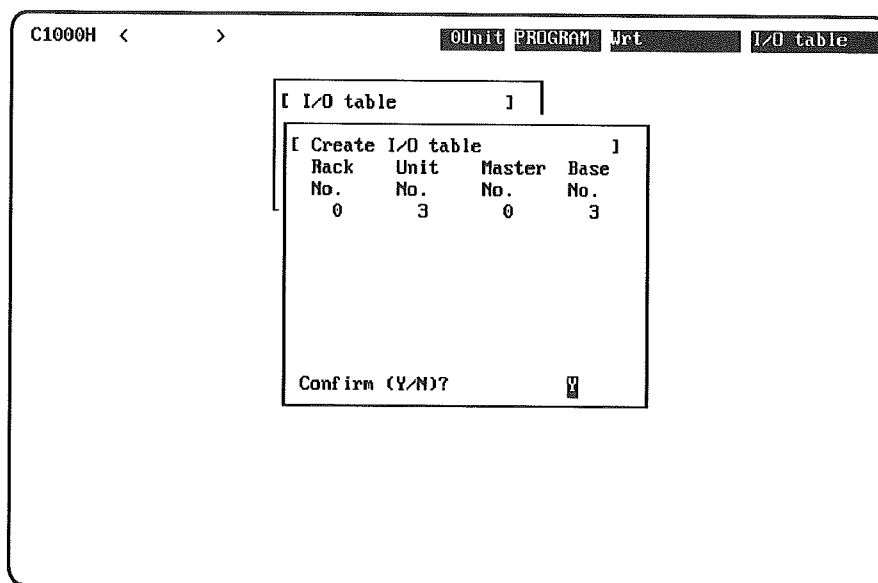 C1000H < > 0Unit PROGRAM Wrt I/O table
[ I/O table ]
[ Create I/O table ]
Rack Unit Master Base
No. No. No. No.
0 3 0 3
Confirm (Y/N)? Y